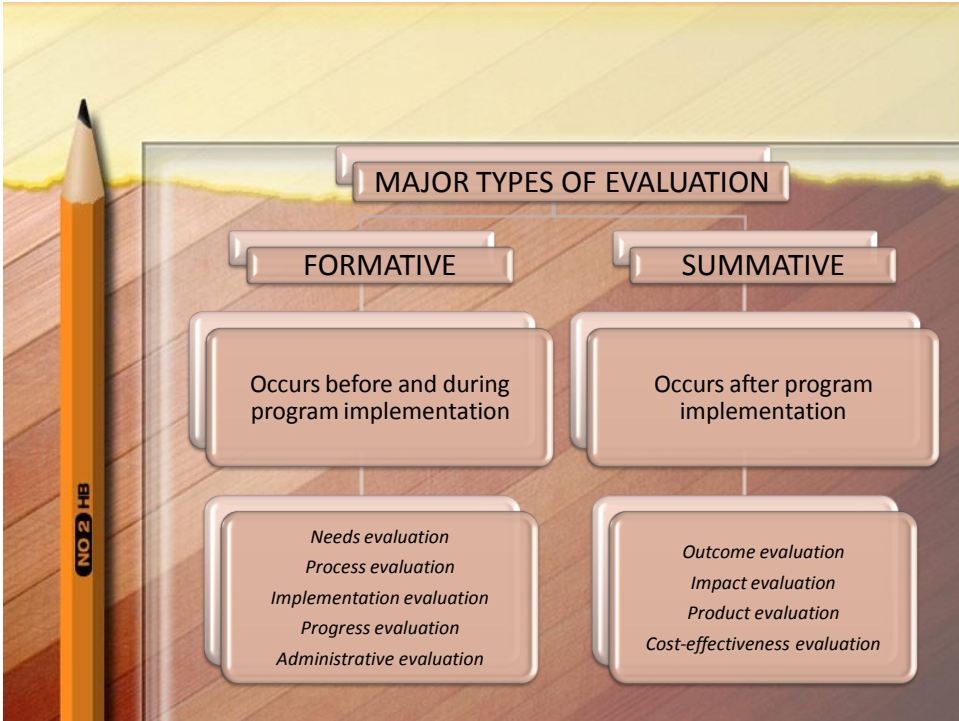 MAJOR TYPES OF EVALUATION
FORMATIVE
SUMMATIVE
Occurs before and during
program implementation
Occurs after program
implementation
Needs evaluation
Process evaluation
Implementation evaluation
Progress evaluation
Administrative evaluation
Outcome evaluation
Impact evaluation
Product evaluation
Cost-effectiveness evaluation
NO 2 HB